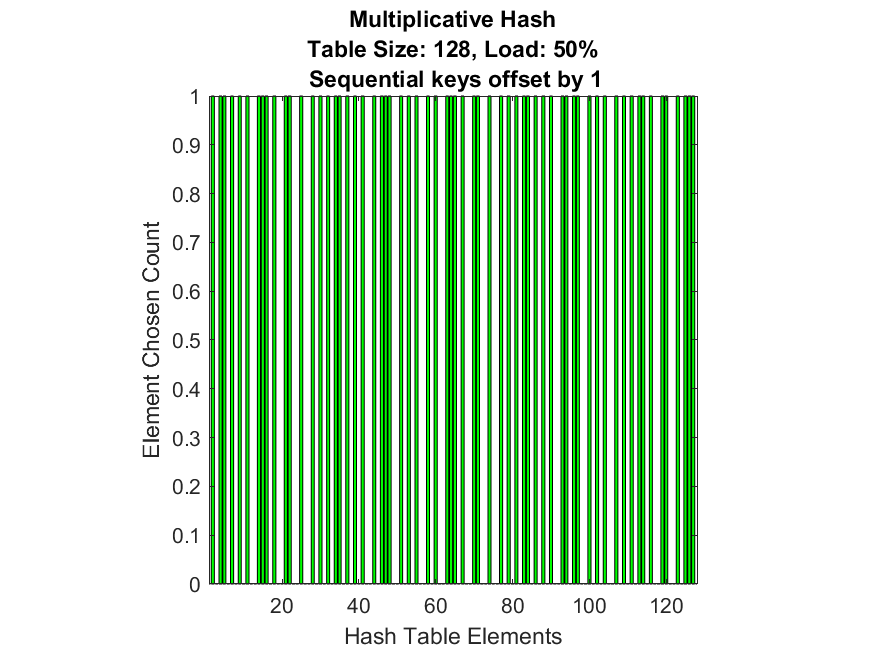 Multiplicative Hash
Table Size: 128, Load: 50%
Sequential keys offset by 1
1
0.9
0.8
0.7
0.6
0.5
0.4
0.3
0.2
0.1
0
Element Chosen Count
20 40 60 80 100 120
Hash Table Elements